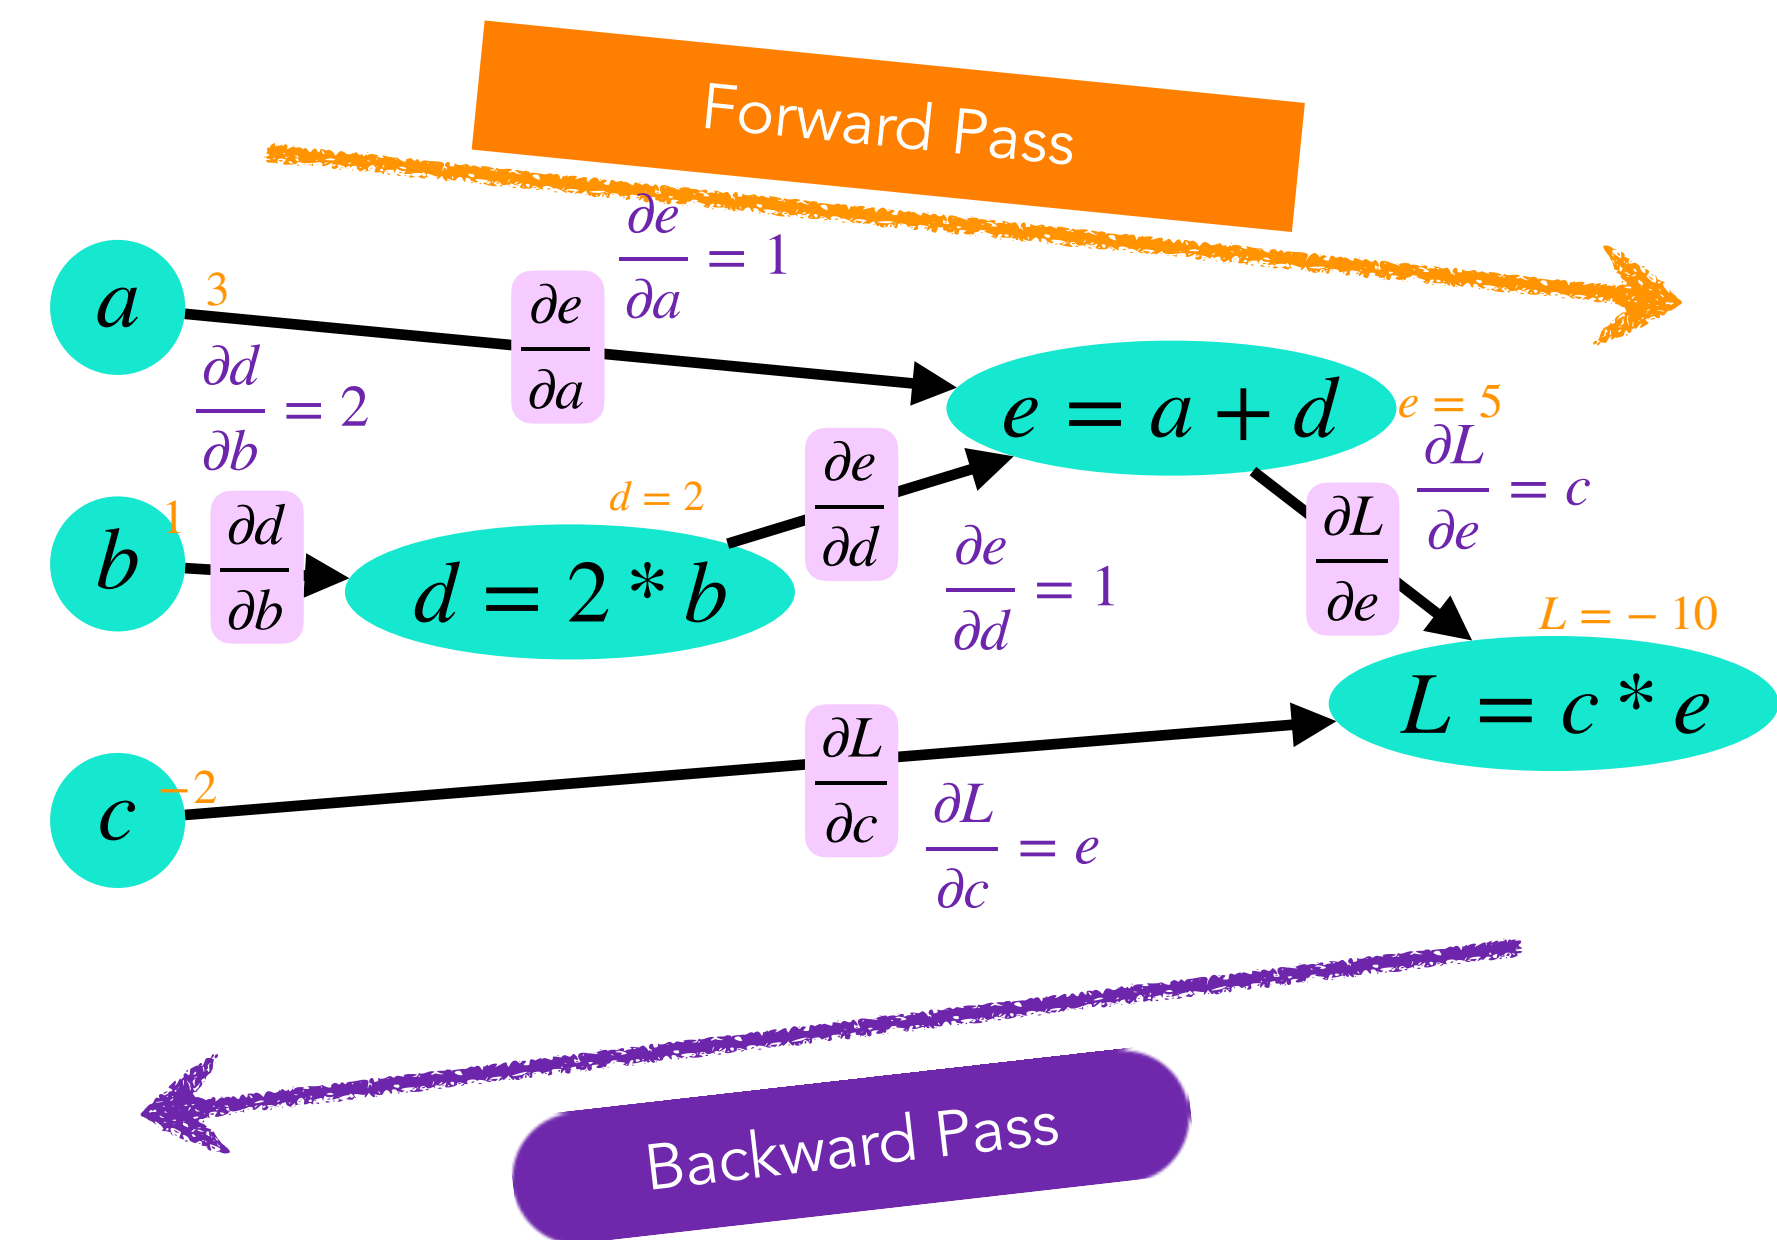 Forward Pass
∂e/∂a = 1
a
3
∂e/∂a
∂d/∂b = 2
e = a + d
e = 5
∂L/∂e = c
b
1
∂d/∂b
d = 2
d = 2 * b
∂e/∂d
∂e/∂d = 1
∂L/∂e
L = − 10
L = c * e
c
−2
∂L/∂c
∂L/∂c = e
Backward Pass